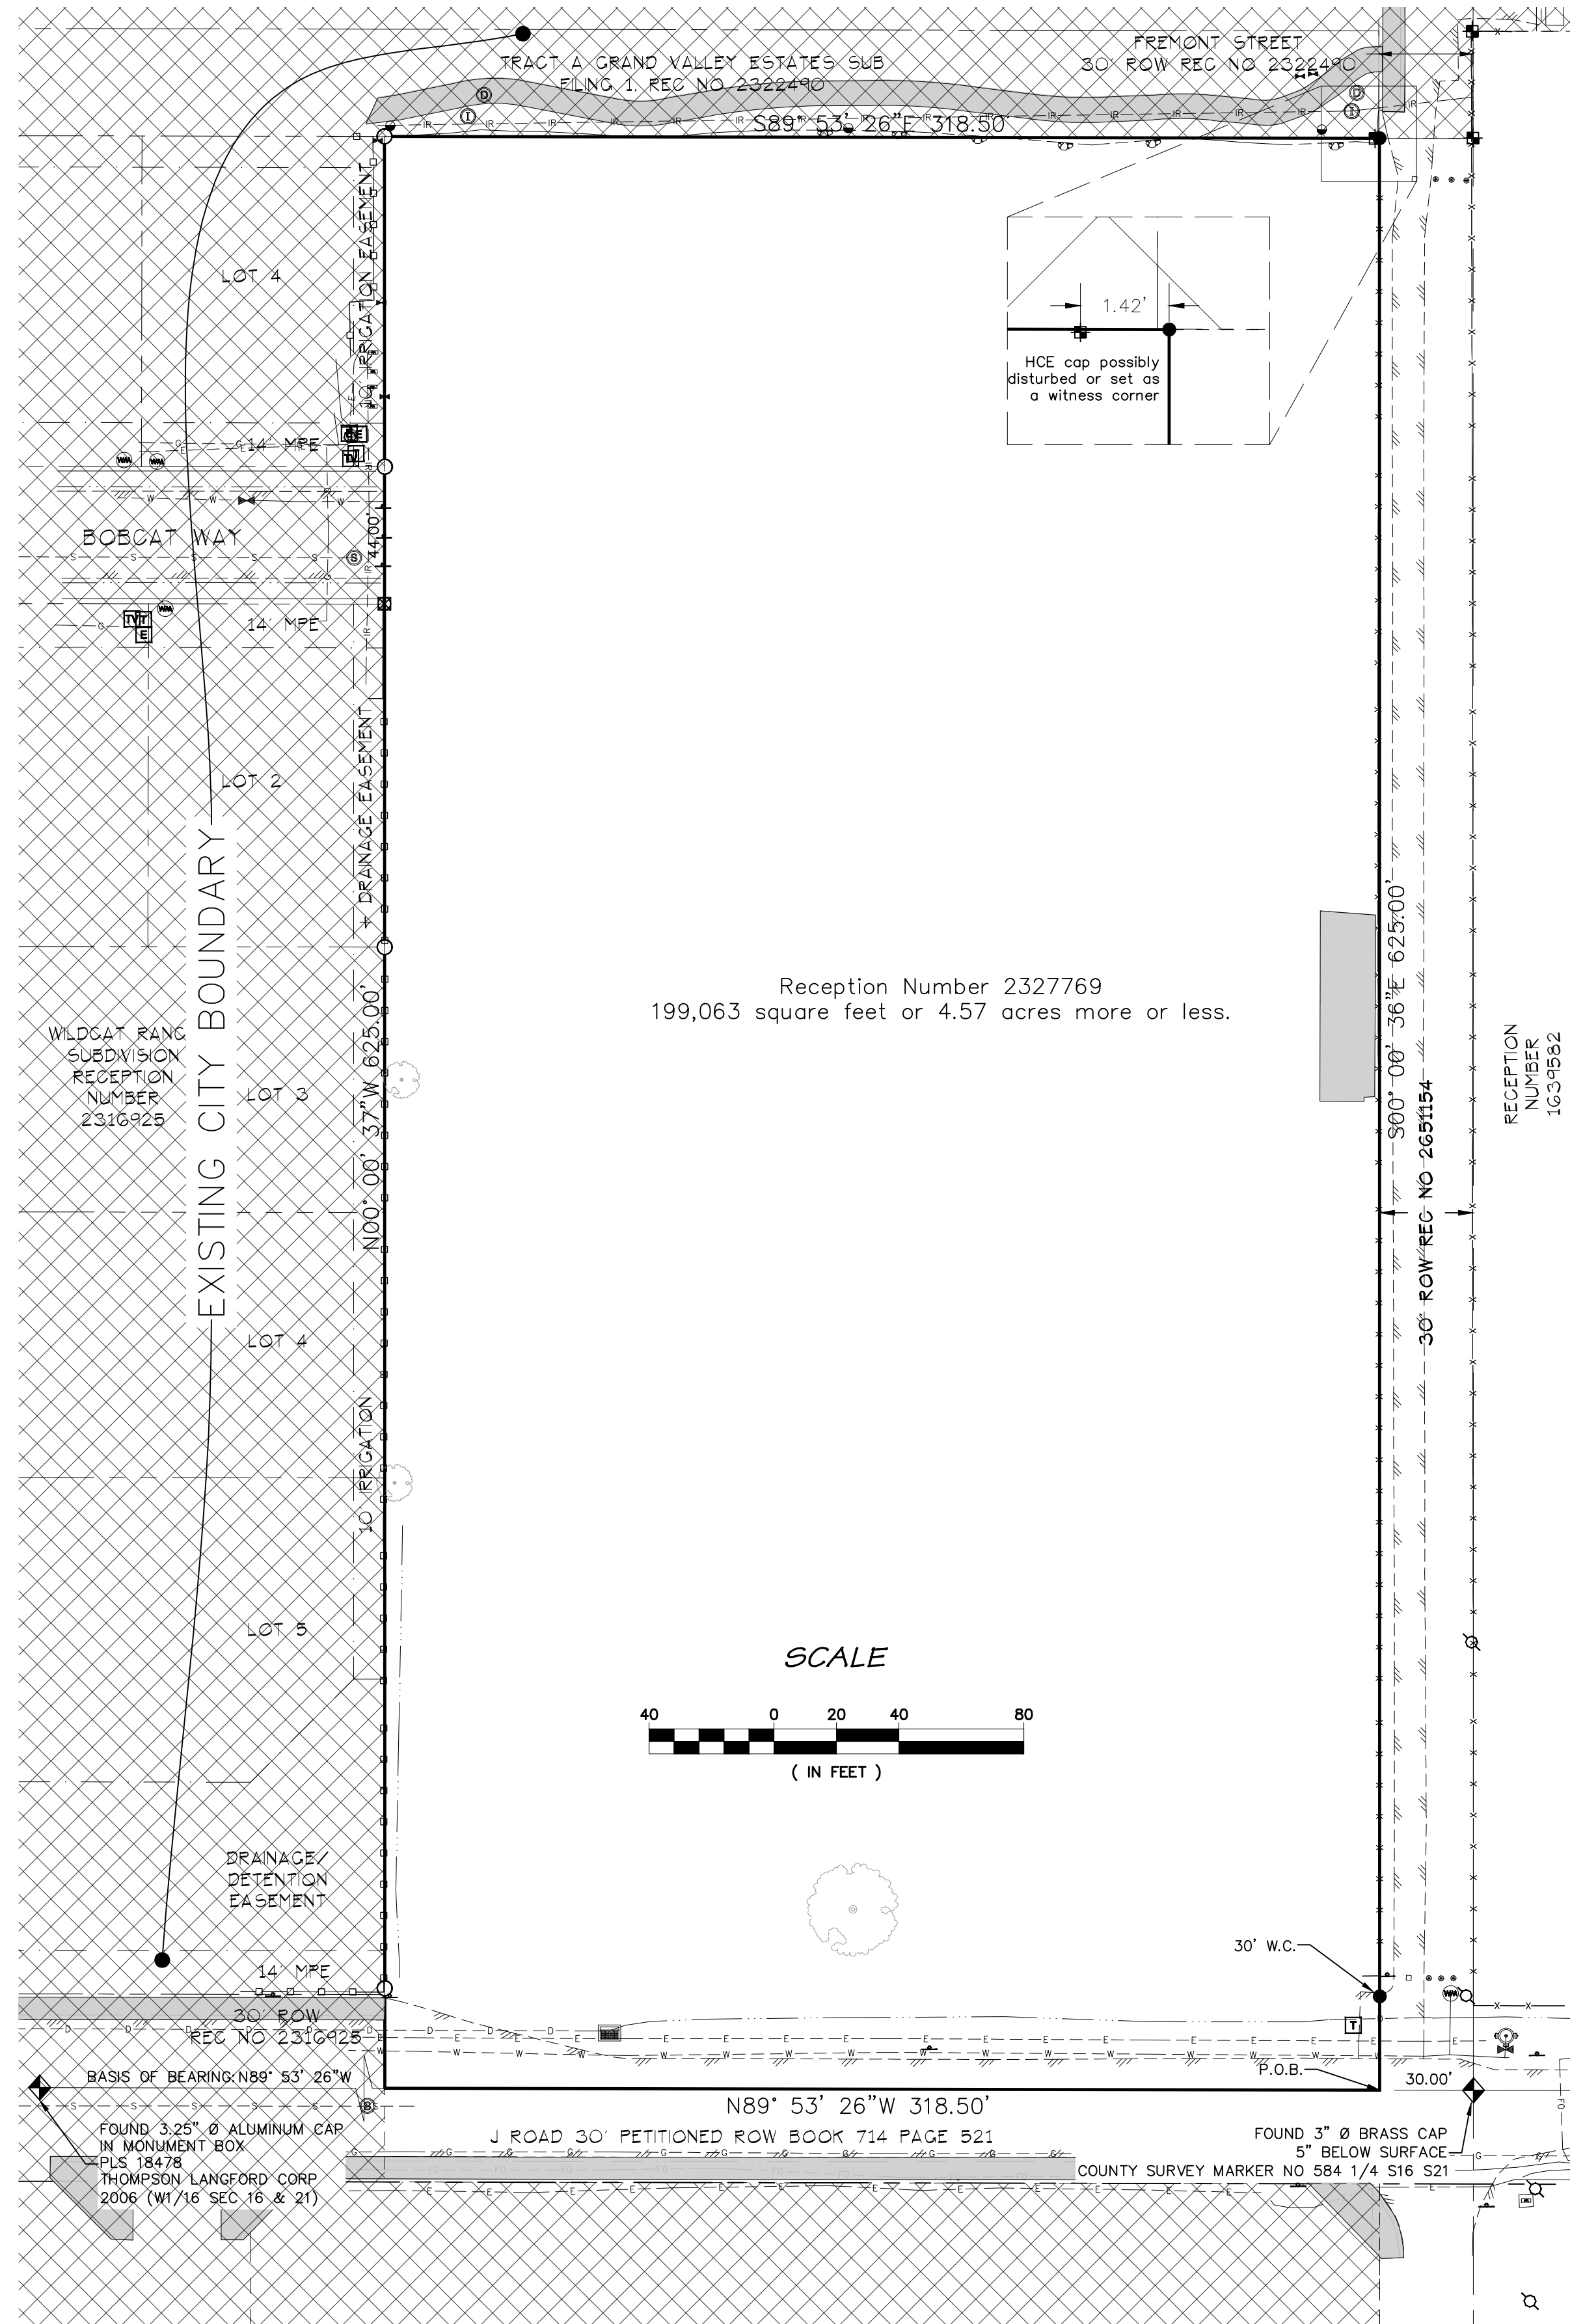 TRACT A GRAND VALLEY ESTATES SUB
FILING 1. REC NO 2322490
FREMONT STREET
30' ROW REC NO 2322490
S89° 53' 26"E 318.50'
10' IRRIGATION EASEMENT
LOT 4
1.42'
HCE cap possibly
disturbed or set as
a witness corner
14' MPE
BOBCAT WAY
44.00'
14' MPE
LOT 2
+ DRAINAGE EASEMENT
EXISTING CITY BOUNDARY
Reception Number 2327769
199,063 square feet or 4.57 acres more or less.
S00° 00' 36"E 625.00'
N00° 00' 37"W 625.00'
WILDCAT RANC
SUBDIVISION
RECEPTION
NUMBER
2316925
LOT 3
30' ROW REC NO 2651154
RECEPTION
NUMBER
1639582
LOT 4
10' IRRIGATION
LOT 5
SCALE
40 0 20 40 80
( IN FEET )
DRAINAGE/
DETENTION
EASEMENT
30' W.C.
14' MPE
30' ROW
REC NO 2316925
T
P.O.B.
30.00'
BASIS OF BEARING: N89° 53' 26"W
N89° 53' 26"W 318.50'
FOUND 3.25" Ø ALUMINUM CAP
IN MONUMENT BOX
PLS 18478
THOMPSON LANGFORD CORP
2006 (W1/16 SEC 16 & 21)
J ROAD 30' PETITIONED ROW BOOK 714 PAGE 521
FOUND 3" Ø BRASS CAP
5" BELOW SURFACE
COUNTY SURVEY MARKER NO 584 1/4 S16 S21